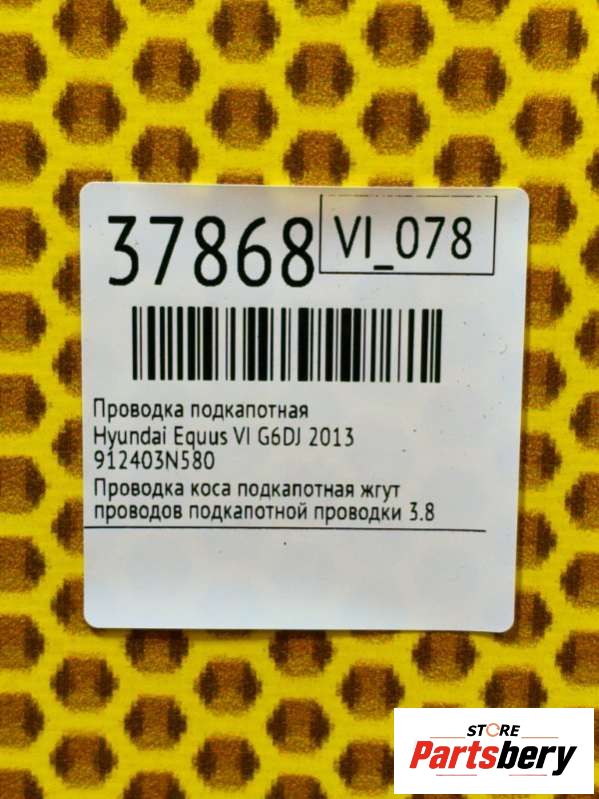 37868
VI_078
Проводка подкапотная
Hyundai Equus VI G6DJ 2013
912403N580
Проводка коса подкапотная жгут
проводов подкапотной проводки 3.8
STORE
Partsbery